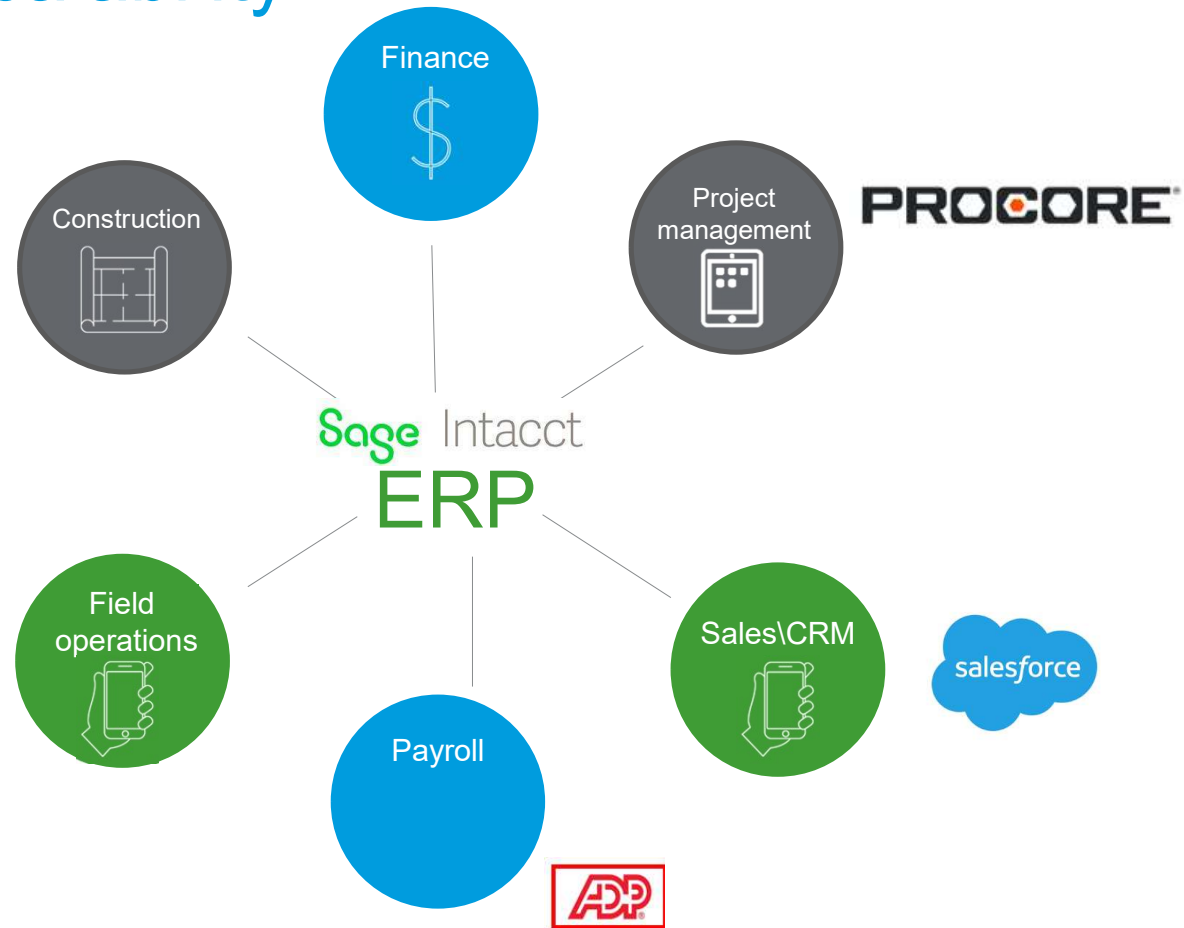 Finance
Construction
Project
management
PROCORE®
Sage Intacct
ERP
Field
operations
Sales\CRM
salesforce
Payroll
ADP